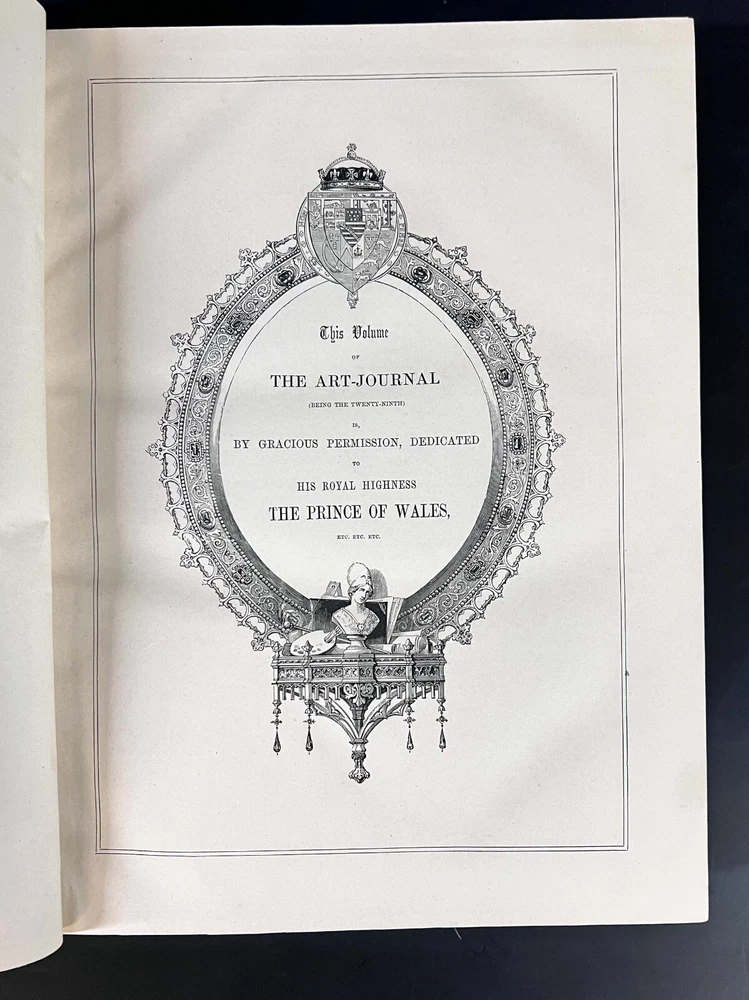 This Volume
OF
THE ART-JOURNAL
(BEING THE TWENTY-NINTH)
IS,
BY GRACIOUS PERMISSION, DEDICATED
TO
HIS ROYAL HIGHNESS
THE PRINCE OF WALES,
ETC. ETC. ETC.